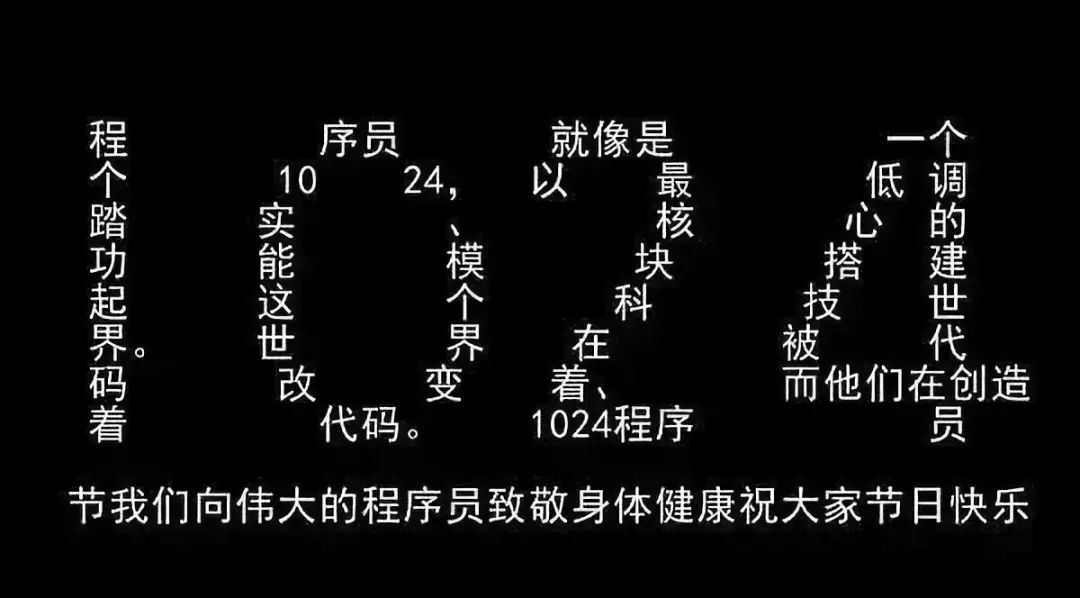 程 序员 就像是 一个
个 10 24, 以 最 低 调
踏 实 、 核 心 的
功 能 模 块 搭 建
起 这 个 科 技 世
界。 世 界 在 被 代
码 改 变 着、 而他们在创造
着 代码。 1024程序 员
节我们向伟大的程序员致敬身体健康祝大家节日快乐